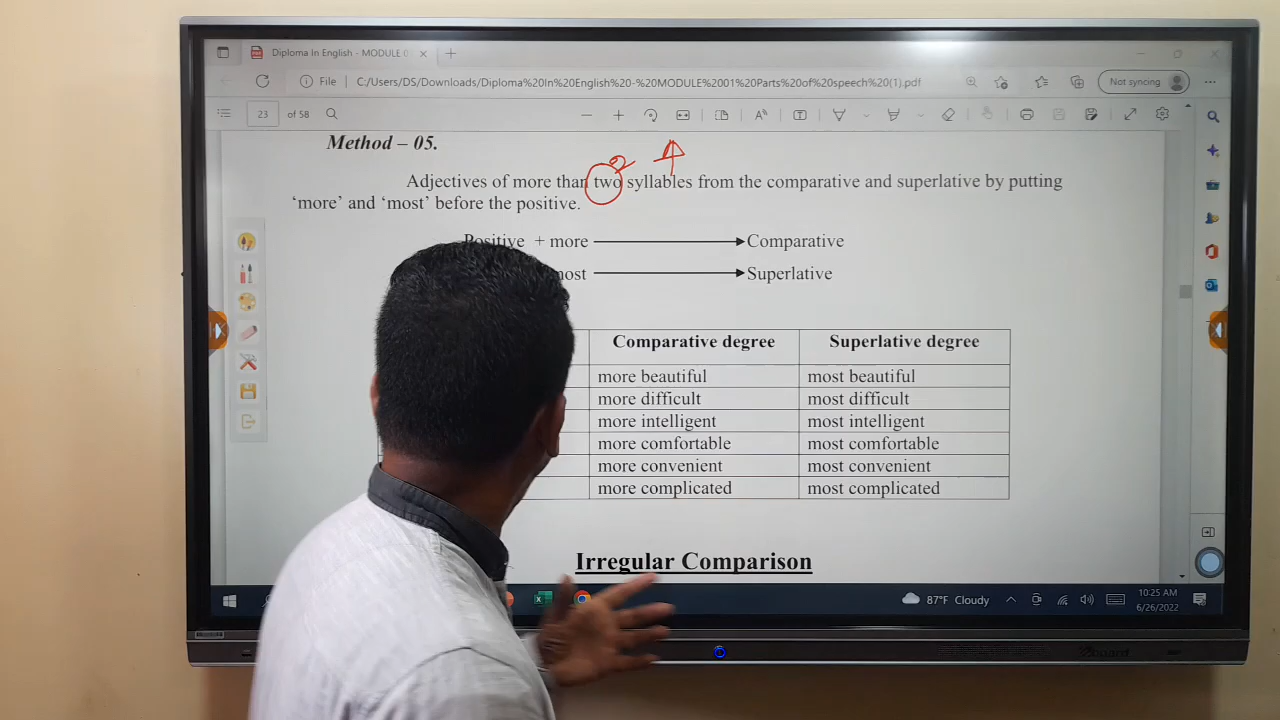 Diploma In English - MODULE 0
File C:/Users/DS/Downloads/Diploma%20In%20English%20-%20MODULE%2001%20Parts%20of%20speech%20(1).pdf Not syncing
23 of 58
Method – 05.
2
Adjectives of more than two syllables from the comparative and superlative by putting
‘more’ and ‘most’ before the positive.
Positive + more Comparative
most Superlative
Comparative degree Superlative degree
more beautiful most beautiful
more difficult most difficult
more intelligent most intelligent
more comfortable most comfortable
more convenient most convenient
more complicated most complicated
Irregular Comparison
87°F Cloudy 10:25 AM
6/26/2022